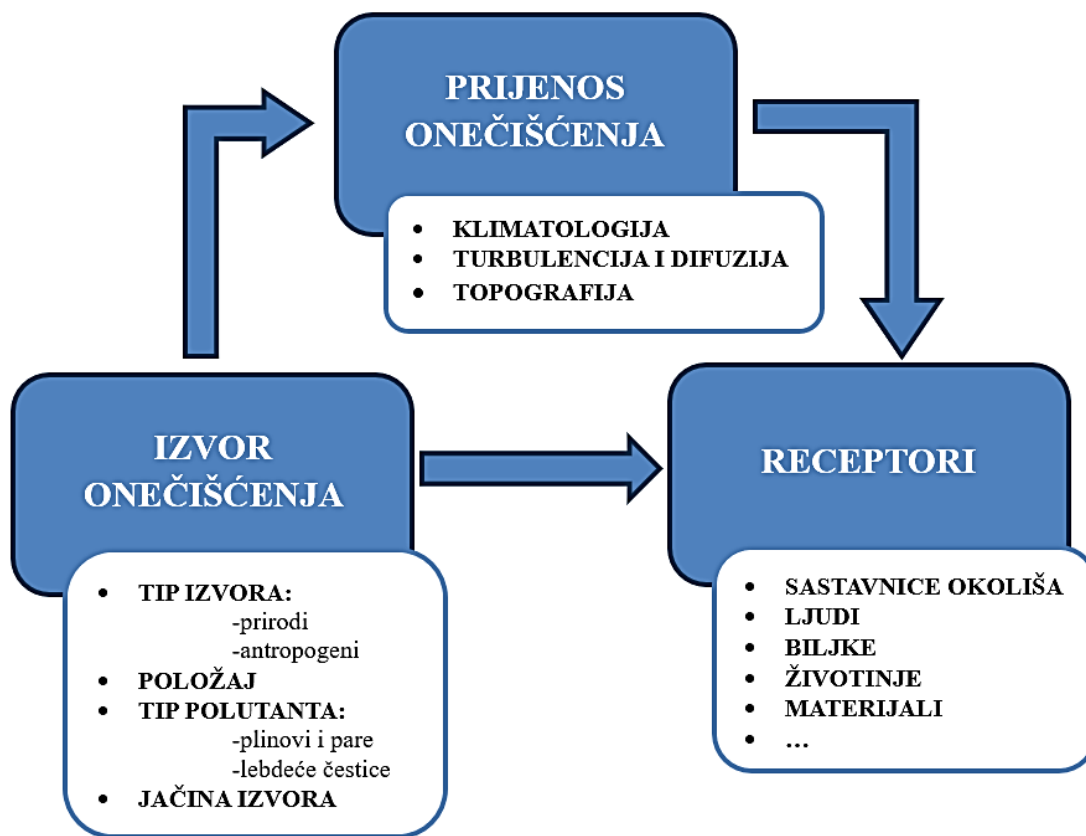 PRIJENOS
ONEČIŠĆENJA
• KLIMATOLOGIJA
• TURBULENCIJA I DIFUZIJA
• TOPOGRAFIJA
IZVOR
ONEČIŠĆENJA
• TIP IZVORA:
-prirodi
-antropogeni
• POLOŽAJ
• TIP POLUTANTA:
-plinovi i pare
-lebdeće čestice
• JAČINA IZVORA
RECEPTORI
• SASTAVNICE OKOLIŠA
• LJUDI
• BILJKE
• ŽIVOTINJE
• MATERIJALI
• ...